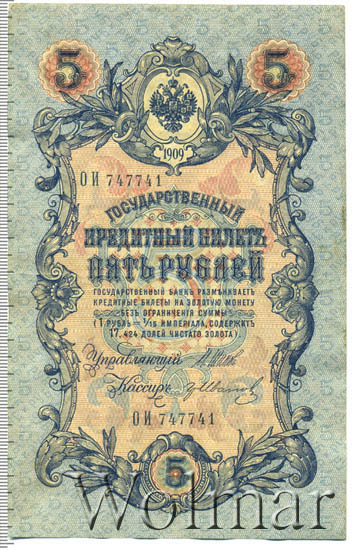 5 5
1909
ОИ 747741
ГОСУДАРСТВЕННЫЙ
КРЕДИТНЫЙ БИЛЕТЪ
ПЯТЬ РУБЛЕЙ
ГОСУДАРСТВЕННЫЙ БАНКЪ РАЗМѢНИВАЕТЪ
КРЕДИТНЫЕ БИЛЕТЫ НА ЗОЛОТУЮ МОНЕТУ
БЕЗЪ ОГРАНИЧЕНІЯ СУММЫ
(1 РУБЛЬ = 1/15 ИМПЕРІАЛА, СОДЕРЖИТЪ
17,424 ДОЛЕЙ ЧИСТАГО ЗОЛОТА)
Управляющій
Кассиръ
ОИ 747741
5
Wolmar